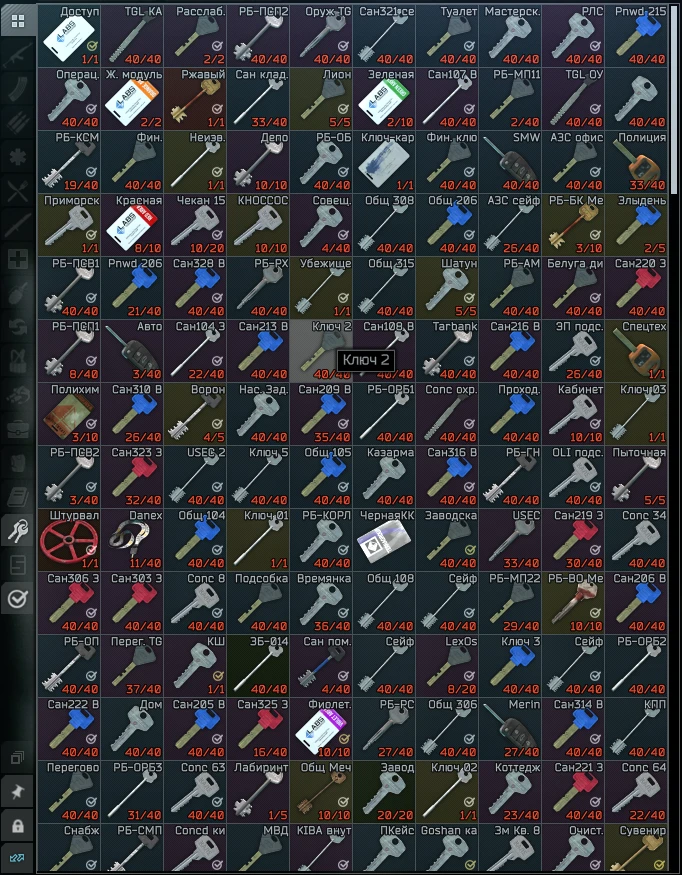 Доступ TGL КА Расслаб. РБ-ПСП2 Оруж TG Сан321 се Туалет Мастерск. РЛС Pnwd 215
1/1 40/40 2/2 40/40 40/40 40/40 40/40 40/40 40/40 40/40
Операц. Ж. модуль Ржавый Сан клад. Лион Зеленая Сан107 В РБ-МП11 TGL ОУ
40/40 2/2 1/1 33/40 5/5 2/10 40/40 2/40 40/40 40/40
РБ-КСМ Фин. Неизв. Депо РБ-ОБ Ключ-кар Фин. клю SMW АЗС офис Полиция
19/40 40/40 1/1 10/10 40/40 1/1 40/40 40/40 40/40 33/40
Приморск Красная Чекан 15 КНОССОС Совещ. Общ 308 Общ 206 АЗС сейф РБ-БК Ме Элыдень
1/1 8/10 10/20 10/10 4/40 40/40 40/40 26/40 3/10 2/5
РБ-ПСВ1 Pnwd 206 Сан328 В РБ-РХ Убежище Общ 315 Шатун РБ-АМ Белуга ди Сан220 З
40/40 21/40 40/40 40/40 1/1 40/40 5/5 40/40 40/40 40/40
РБ-ПСП1 Авто Сан104 З Сан213 В Ключ 2 Сан108 В Tarbank Сан216 В ЭП подс. Спецтех
Ключ 2
8/40 3/40 22/40 40/40 40/40 40/40 40/40 26/40 1/1
Полихим Сан310 В Ворон Нас. Зад. Сан209 В РБ-ОРБ1 Conc охр. Проход. Кабинет Ключ 03
3/10 26/40 4/5 40/40 35/40 40/40 40/40 40/40 10/10 1/1
РБ-ПСВ2 Сан323 З USEC 2 Ключ 5 Общ 105 Казарма Сан316 В РБ-ГН OLI подс. Пыточная
3/40 32/40 40/40 40/40 40/40 40/40 40/40 40/40 40/40 5/5
Штурвал Danex Общ 104 Ключ 01 РБ-КОРЛ ЧернаяКК Заводска USEC Сан219 З Conc 34
1/1 11/40 40/40 1/1 40/40 40/40 33/40 30/40 40/40
Сан306 З Сан303 З Conc 8 Подсобка Времянка Общ 108 Сейф РБ-МП22 РБ-ВО Ме Сан206 В
40/40 40/40 40/40 40/40 36/40 40/40 40/40 29/40 10/10 40/40
РБ-ОП Перег. TG КШ ЗБ-014 Сан пом. Сейф LexOs Ключ 3 Сейф РБ-ОРБ2
40/40 37/40 1/1 40/40 4/40 40/40 8/20 40/40 40/40 40/40
Сан222 В Дом Сан205 В Сан325 З Фиолет. РБ-РС Общ 306 Merin Сан314 В КПП
40/40 40/40 40/40 16/40 10/10 27/40 40/40 27/40 40/40 40/40
Перегово РБ-ОРБ3 Conc 63 Лабиринт Общ Меч Завод Ключ 02 Коттедж Сан221 З Conc 64
40/40 31/40 40/40 1/5 10/10 20/20 1/1 23/40 40/40 22/40
Снабж РБ-СМП Concd ки МВД KIBA внут ПКейс Goshan ка Эм Кв. 8 Очист. Сувенир